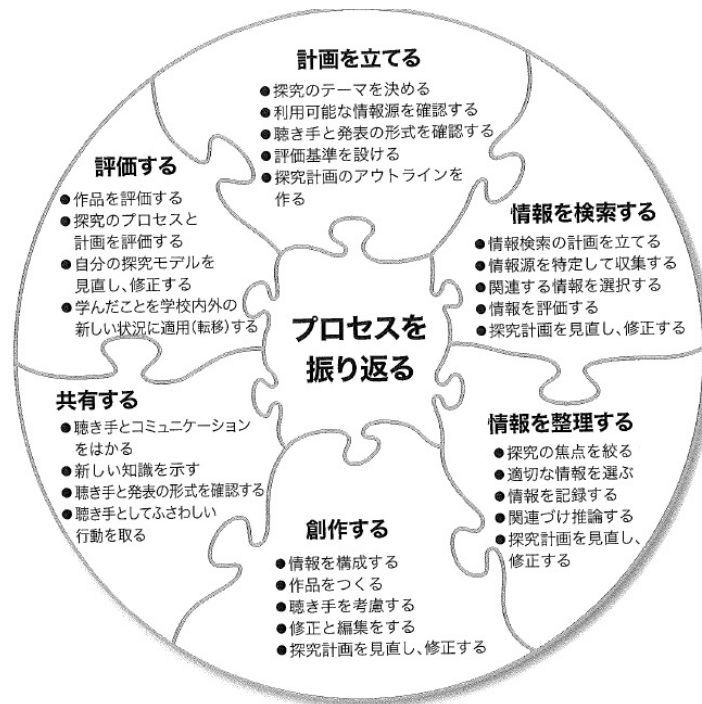 計画を立てる
●探究のテーマを決める
●利用可能な情報源を確認する
●聴き手と発表の形式を確認する
●評価基準を設ける
●探究計画のアウトラインを
作る
情報を検索する
●情報検索の計画を立てる
●情報源を特定して収集する
●関連する情報を選択する
●情報を評価する
●探究計画を見直し、修正する
情報を整理する
●探究の焦点を絞る
●適切な情報を選ぶ
●情報を記録する
●関連づけ推論する
●探究計画を見直し、
修正する
創作する
●情報を構成する
●作品をつくる
●聴き手を考慮する
●修正と編集をする
●探究計画を見直し、修正する
共有する
●聴き手とコミュニケーション
をはかる
●新しい知識を示す
●聴き手と発表の形式を確認する
●聴き手としてふさわしい
行動を取る
評価する
●作品を評価する
●探究のプロセスと
計画を評価する
●自分の探究モデルを
見直し、修正する
●学んだことを学校内外の
新しい状況に適用(転移)する
プロセスを
振り返る